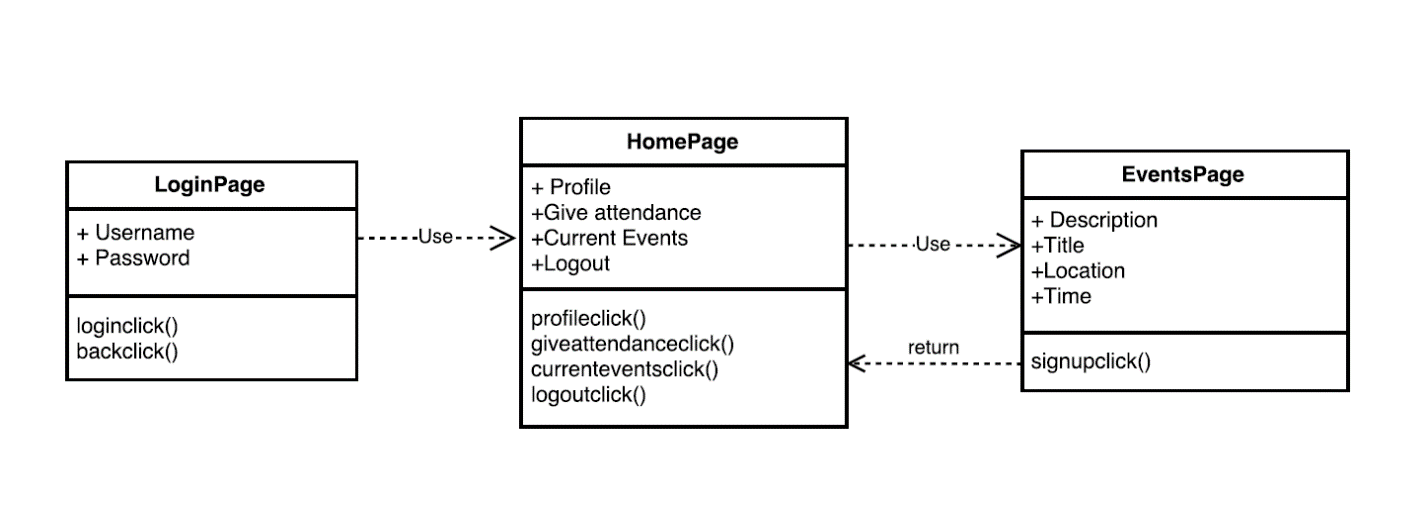 LoginPage
+ Username
+ Password
loginclick()
backclick()
Use
HomePage
+ Profile
+Give attendance
+Current Events
+Logout
profileclick()
giveattendanceclick()
currenteventsclick()
logoutclick()
Use
return
EventsPage
+ Description
+Title
+Location
+Time
signupclick()